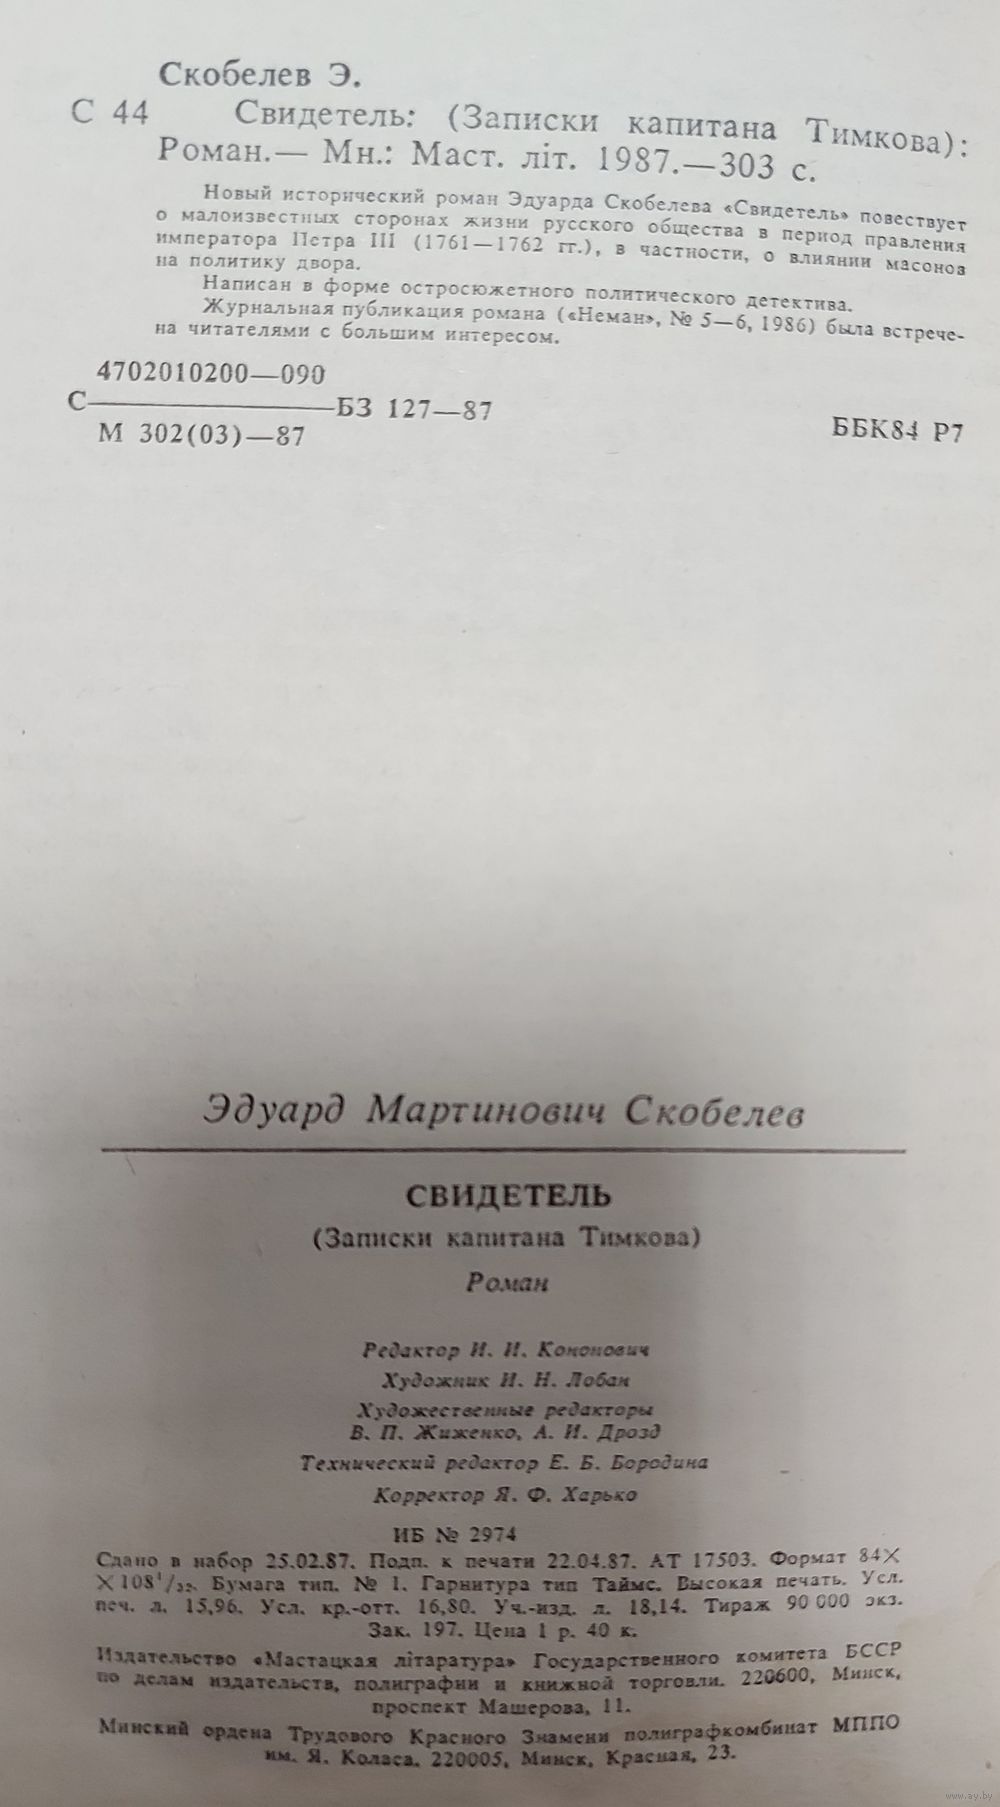 Скобелев Э.
С 44 Свидетель: (Записки капитана Тимкова):
Роман.— Мн.: Маст. літ. 1987.—303 с.
Новый исторический роман Эдуарда Скобелева «Свидетель» повествует
о малоизвестных сторонах жизни русского общества в период правления
императора Петра III (1761—1762 гг.), в частности, о влиянии масонов
на политику двора.
Написан в форме остросюжетного политического детектива.
Журнальная публикация романа («Неман», № 5—6, 1986) была встрече-
на читателями с большим интересом.
4702010200—090
С———БЗ 127—87
М 302(03)—87
ББК84 Р7
Эдуард Мартинович Скобелев
СВИДЕТЕЛЬ
(Записки капитана Тимкова)
Роман
Редактор И. И. Кононович
Художник И. Н. Лобан
Художественные редакторы
В. П. Жиженко, А. И. Дрозд
Технический редактор Е. Б. Бородина
Корректор Я. Ф. Харько
ИБ № 2974
Сдано в набор 25.02.87. Подп. к печати 22.04.87. АТ 17503. Формат 84×
×108¹/₃₂. Бумага тип. № 1. Гарнитура тип Таймс. Высокая печать. Усл.
печ. л. 15,96. Усл. кр.-отт. 16,80. Уч.-изд. л. 18,14. Тираж 90 000 экз.
Зак. 197. Цена 1 р. 40 к.
Издательство «Мастацкая літаратура» Государственного комитета БССР
по делам издательств, полиграфии и книжной торговли. 220600, Минск,
проспект Машерова, 11.
Минский ордена Трудового Красного Знамени полиграфкомбинат МППО
им. Я. Коласа. 220005, Минск, Красная, 23.
www.ay.by